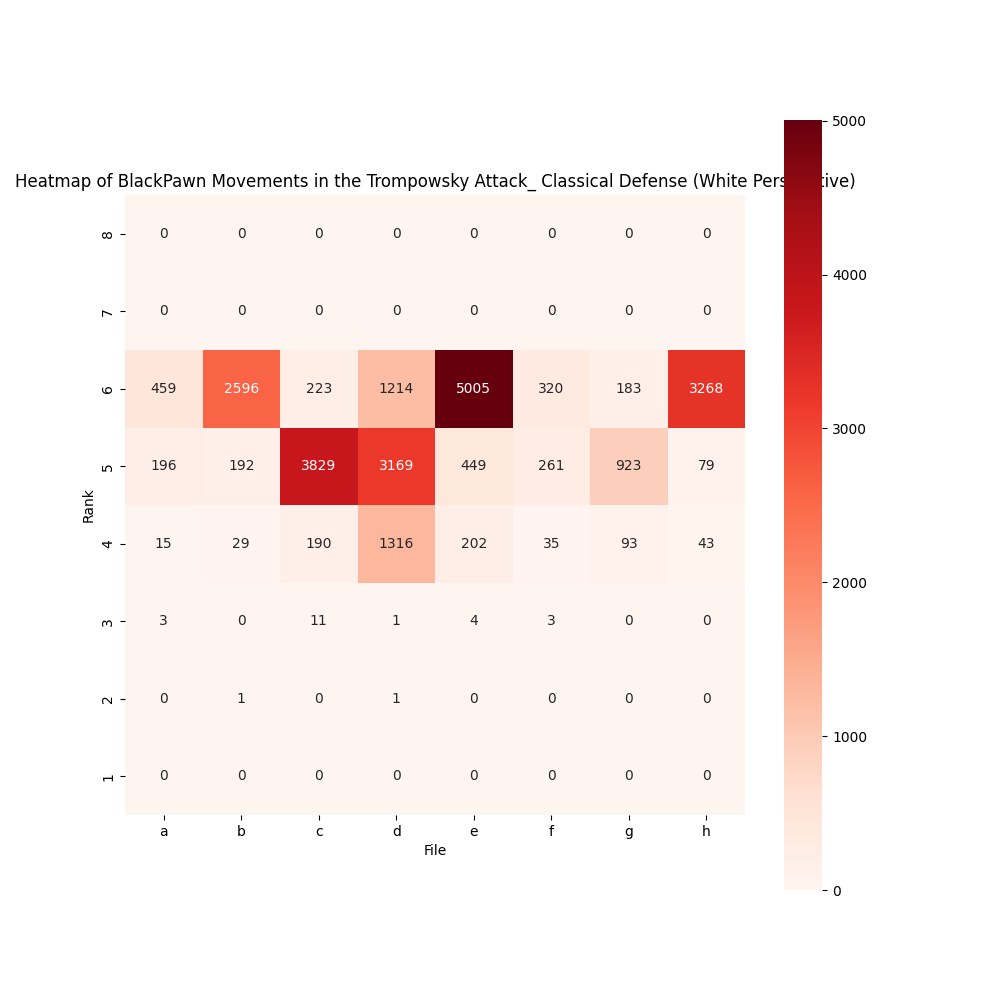 Heatmap of BlackPawn Movements in the Trompowsky Attack_ Classical Defense (White Perspective)
5000
4000
3000
2000
1000
0
Rank
8 0 0 0 0 0 0 0 0
7 0 0 0 0 0 0 0 0
6 459 2596 223 1214 5005 320 183 3268
5 196 192 3829 3169 449 261 923 79
4 15 29 190 1316 202 35 93 43
3 3 0 11 1 4 3 0 0
2 0 1 0 1 0 0 0 0
1 0 0 0 0 0 0 0 0
a b c d e f g h
File